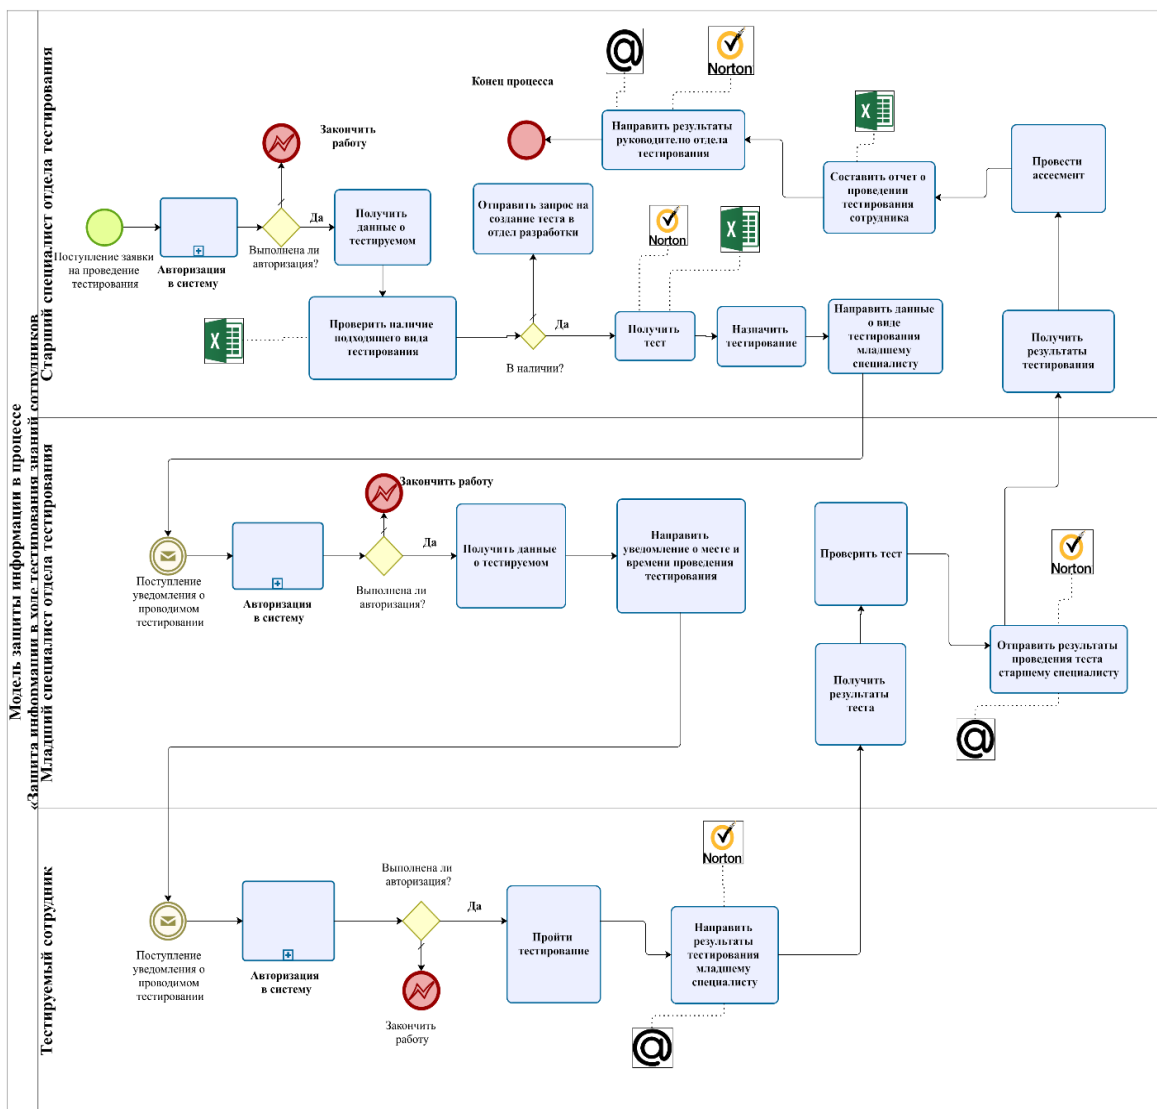 Модель защиты информации в процессе
«Защита информации в ходе тестирования знаний сотрудников
Старший специалист отдела тестирования
Поступление заявки
на проведение
тестирования
Авторизация
в систему
Закончить
работу
Да
Выполнена ли
авторизация?
Получить
данные о
тестируемом
Проверить наличие
подходящего вида
тестирования
Отправить запрос на
создание теста в
отдел разработки
Да
В наличии?
Norton
Получить
тест
Назначить
тестирование
Направить данные
о виде
тестирования
младшему
специалисту
Конец процесса
@
Norton
Направить результаты
руководителю отдела
тестирования
Составить отчет о
проведении
тестирования
сотрудника
Провести
ассесмент
Получить
результаты
тестирования
Младший специалист отдела тестирования
Поступление
уведомления о
проводимом
тестировании
Авторизация
в систему
Закончить работу
Да
Выполнена ли
авторизация?
Получить данные
о тестируемом
Направить
уведомление о месте и
времени проведения
тестирования
Проверить тест
Получить
результаты
теста
Norton
Отправить результаты
проведения теста
старшему специалисту
@
Тестируемый сотрудник
Поступление
уведомления о
проводимом
тестировании
Авторизация
в систему
Выполнена ли
авторизация?
Да
Закончить
работу
Пройти
тестирование
Norton
Направить
результаты
тестирования
младшему
специалисту
@